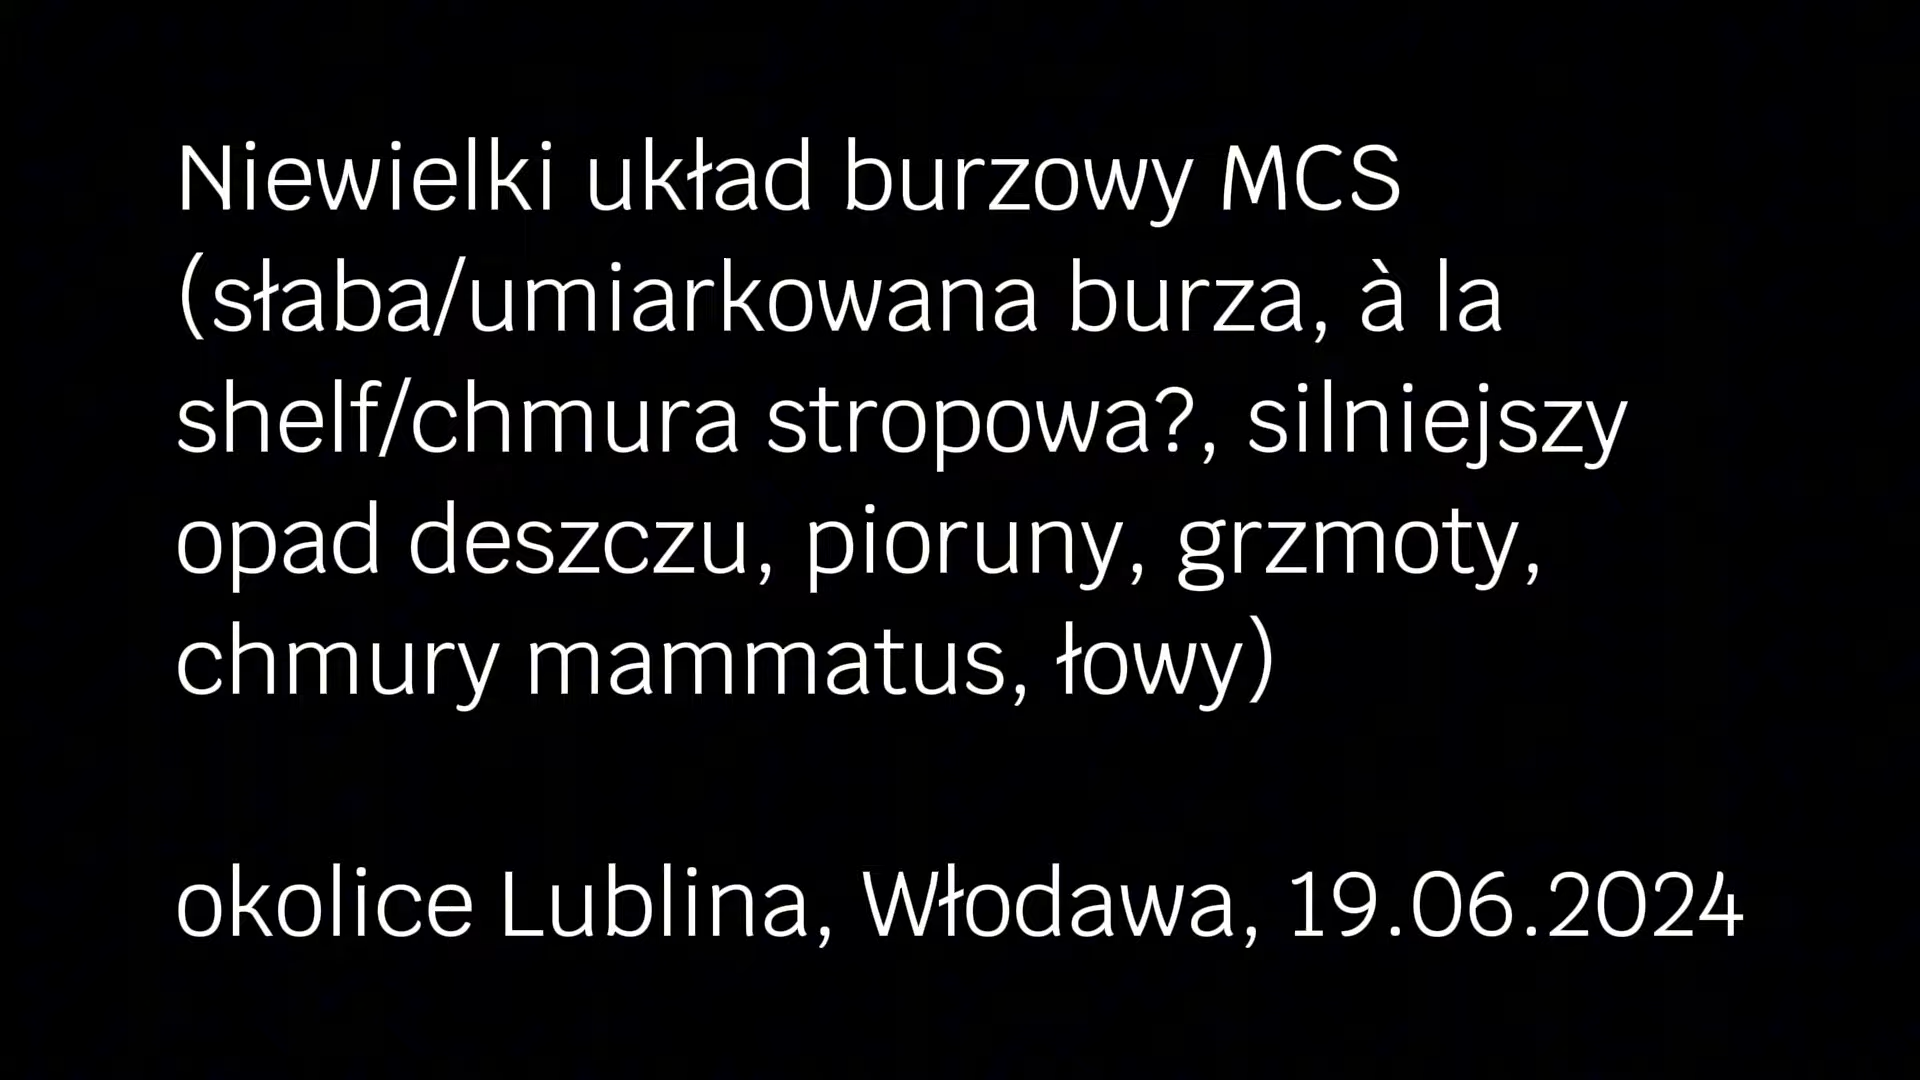 Niewielki układ burzowy MCS
(słaba/umiarkowana burza, à la
shelf/chmura stropowa?, silniejszy
opad deszczu, pioruny, grzmoty,
chmury mammatus, łowy)
okolice Lublina, Włodawa, 19.06.2024